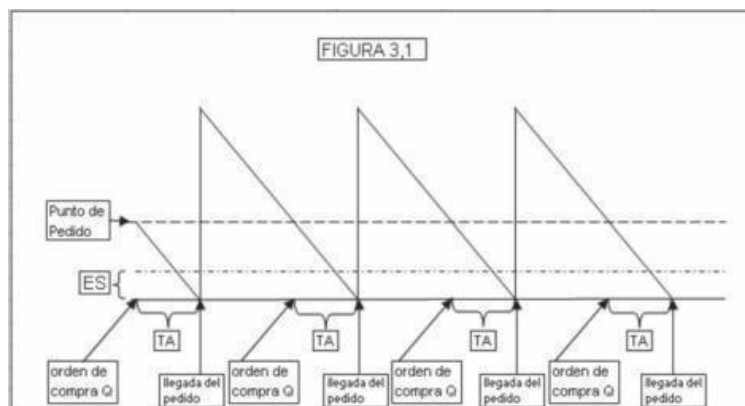 FIGURA 3,1
Punto de
Pedido
ES
TA
TA
TA
TA
orden de
compra Q
llegada del
pedido
orden de
compra Q
llegada del
pedido
orden de
compra Q
llegada del
pedido
orden de
compra Q
llegada del
pedido